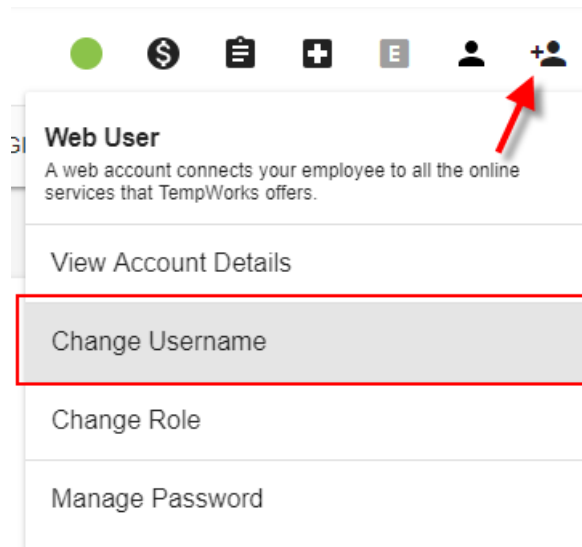 $ E +
Web User
A web account connects your employee to all the online
services that TempWorks offers.
View Account Details
Change Username
Change Role
Manage Password